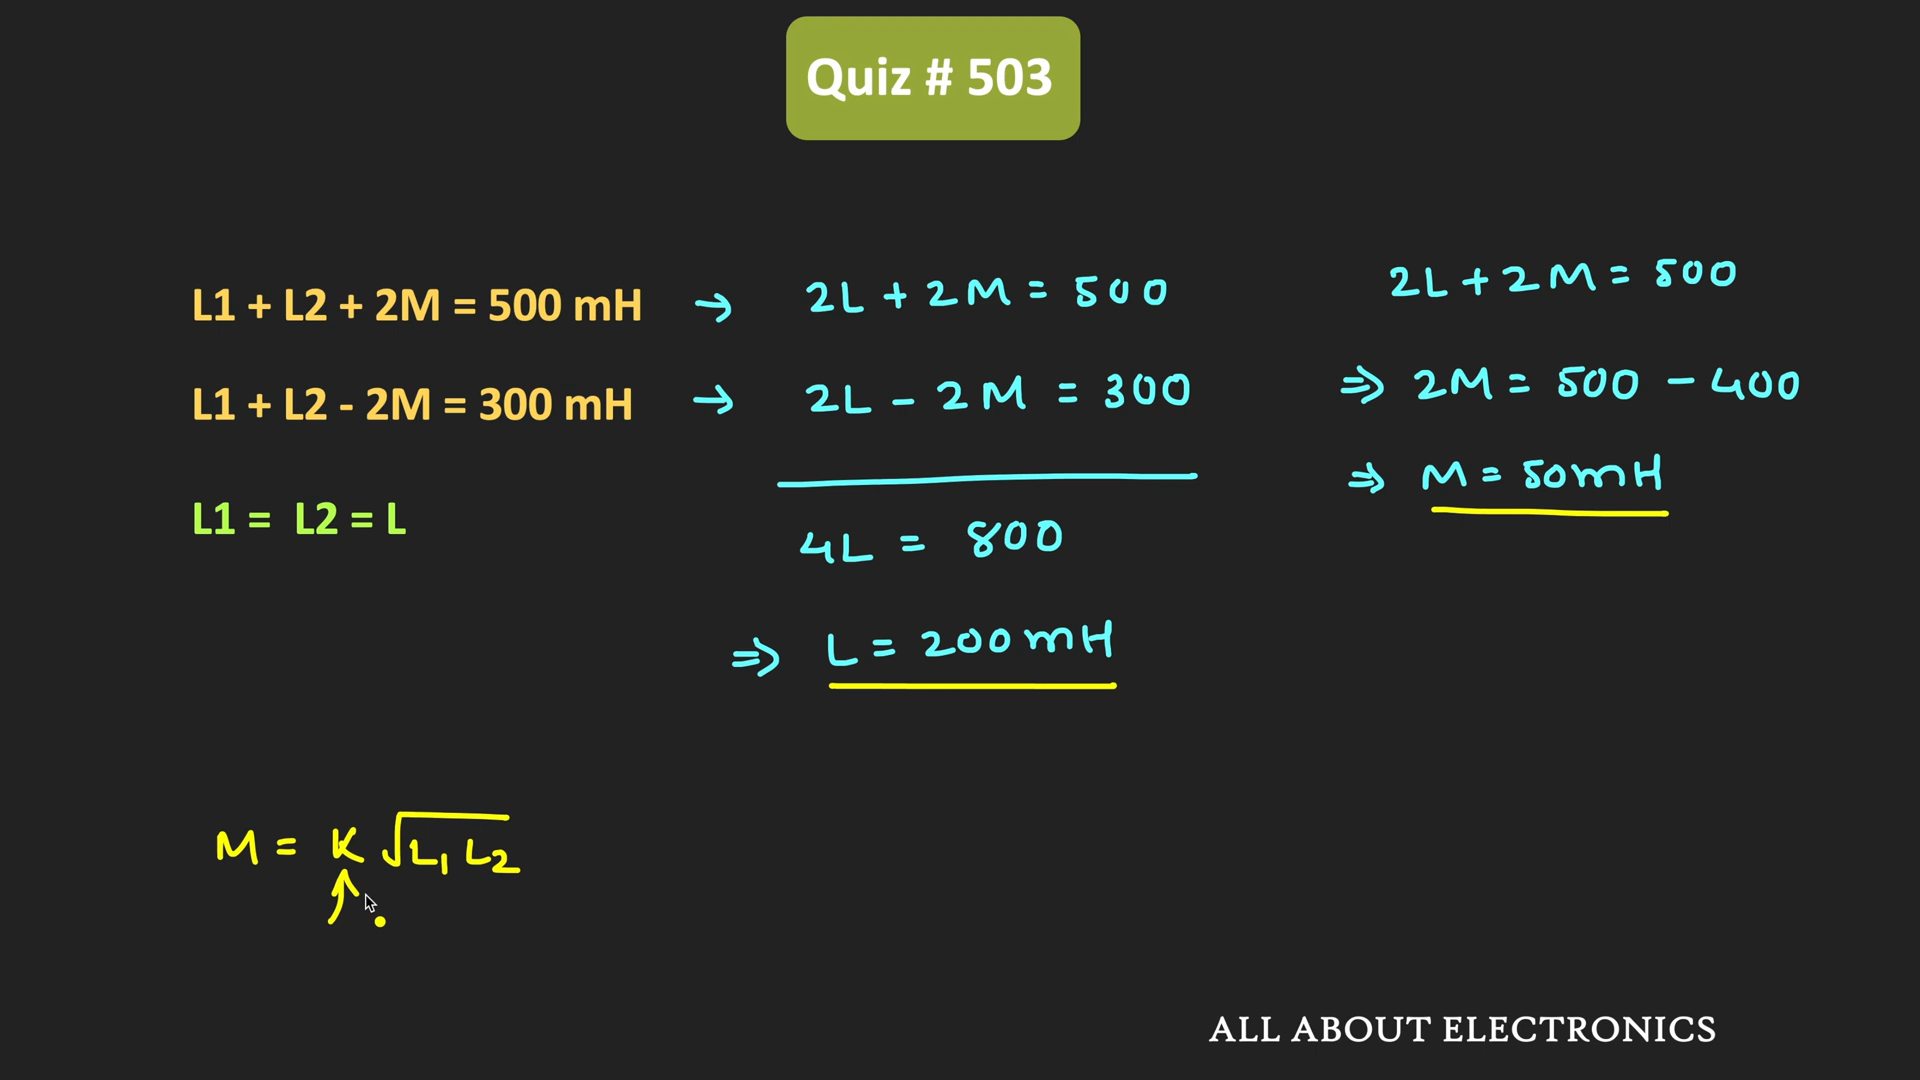 Quiz # 503
L1 + L2 + 2M = 500 mH → 2L + 2M = 500
L1 + L2 - 2M = 300 mH → 2L - 2M = 300
L1 = L2 = L
4L = 800
⇒ L = 200 mH
2L + 2M = 500
⇒ 2M = 500 - 400
⇒ M = 50mH
M = K √L₁ L₂
ALL ABOUT ELECTRONICS